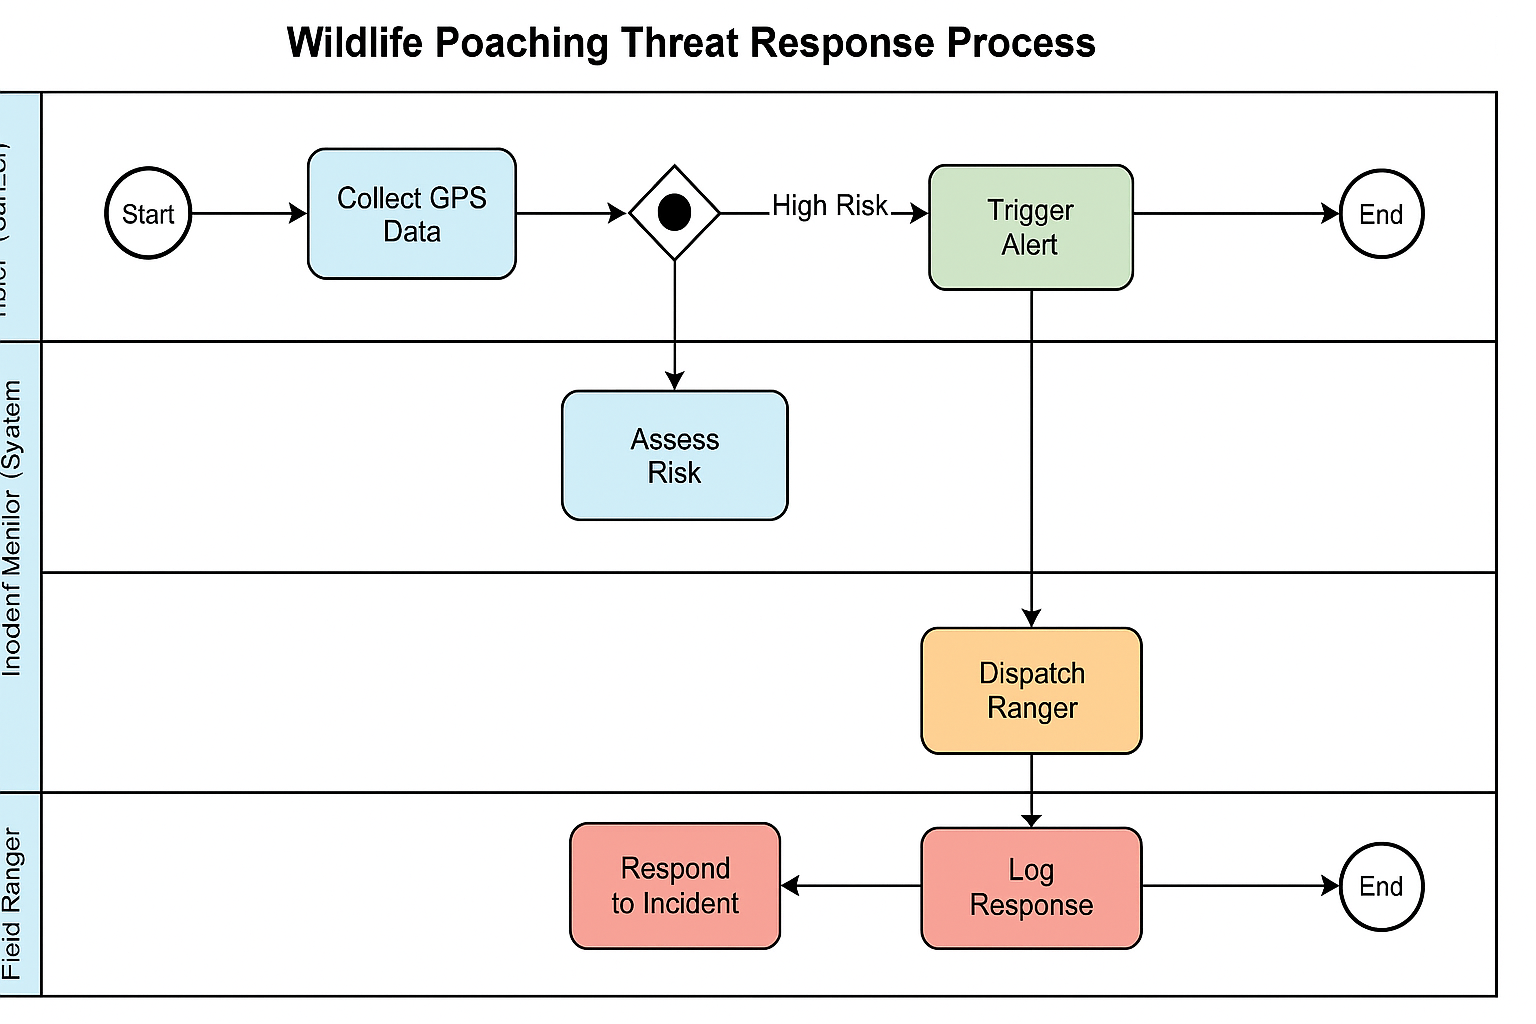 Wildlife Poaching Threat Response Process
Start
Collect GPS
Data
High Risk
Trigger
Alert
End
Inodenf Menilor (Syatem
Assess
Risk
Dispatch
Ranger
Fieid Ranger
Respond
to Incident
Log
Response
End